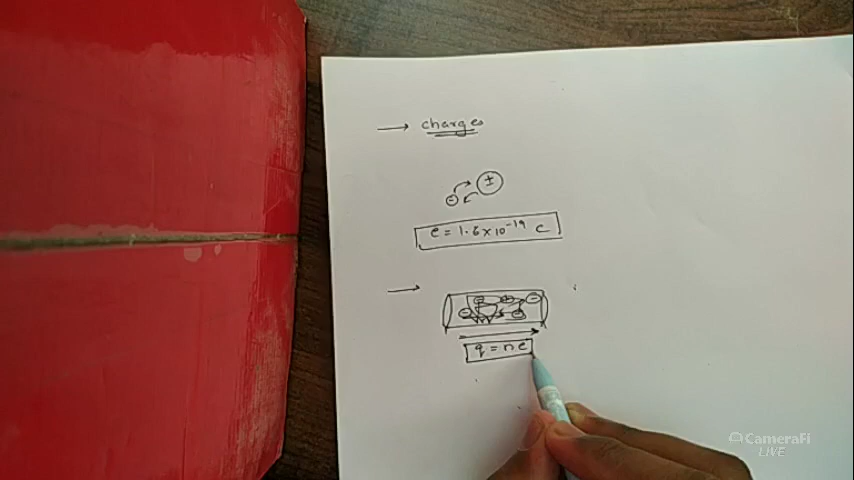 → charges
e = 1.6 × 10⁻¹⁹ C
q = ne
CameraFi
LIVE